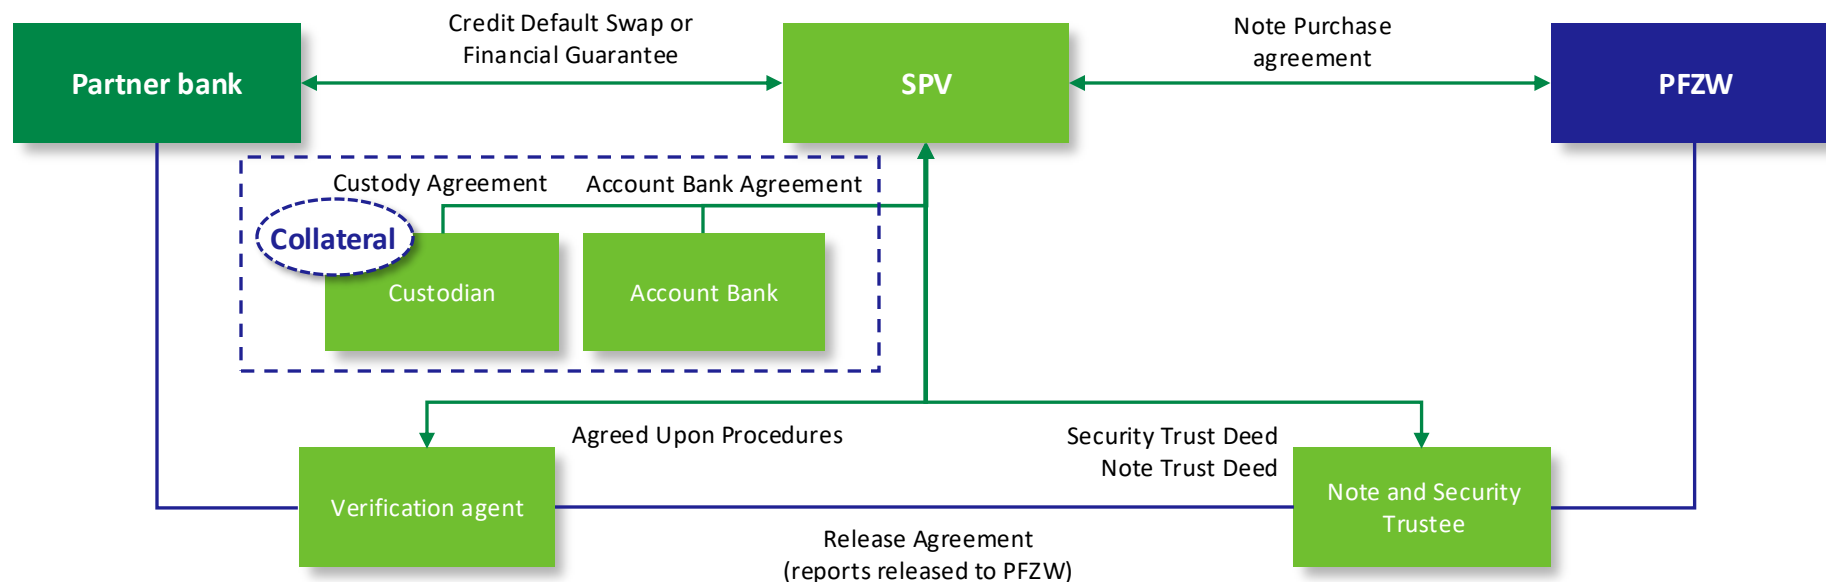 Credit Default Swap or
Financial Guarantee
Note Purchase
agreement
Partner bank
SPV
PFZW
Custody Agreement
Account Bank Agreement
Collateral
Custodian
Account Bank
Agreed Upon Procedures
Security Trust Deed
Note Trust Deed
Verification agent
Note and Security
Trustee
Release Agreement
(reports released to PFZW)